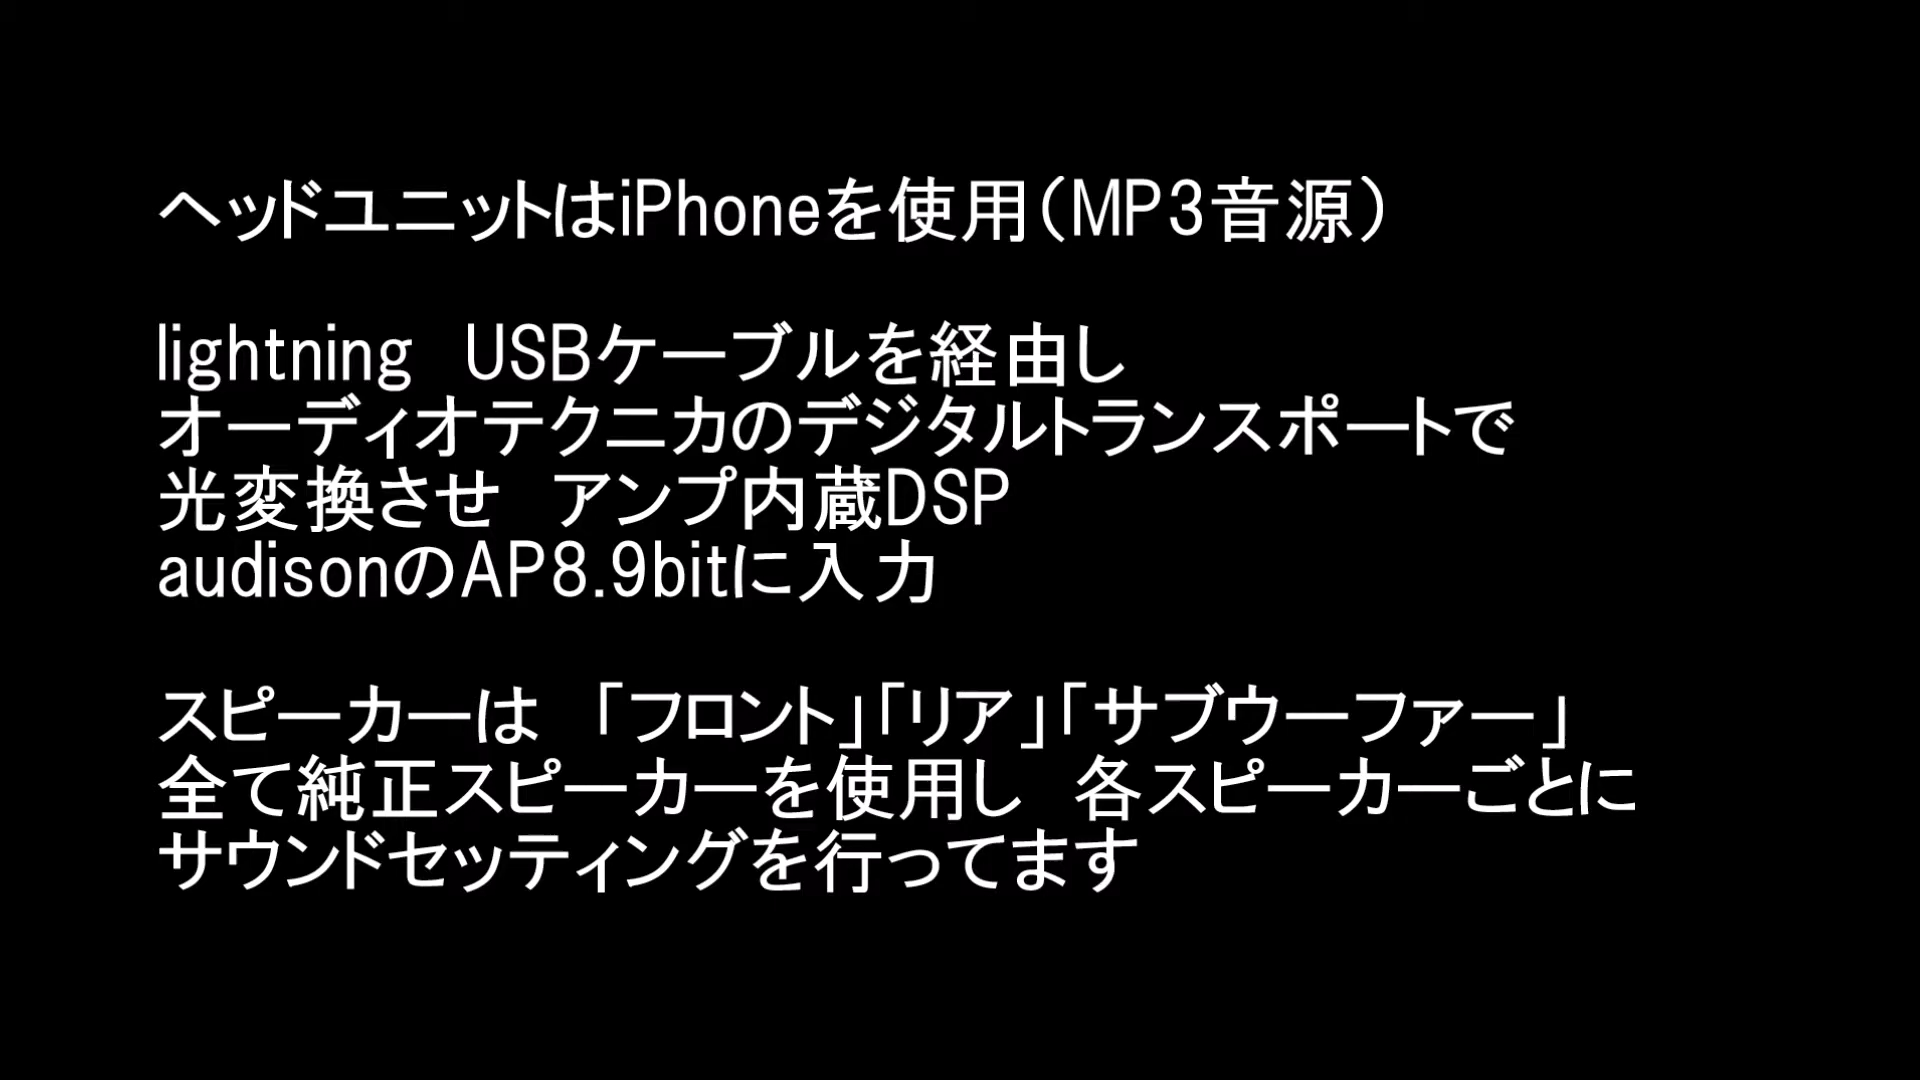 ヘッドユニットはiPhoneを使用（MP3音源）
lightning　USBケーブルを経由し
オーディオテクニカのデジタルトランスポートで
光変換させ　アンプ内蔵DSP
audisonのAP8.9bitに入力
スピーカーは　「フロント」「リア」「サブウーファー」
全て純正スピーカーを使用し　各スピーカーごとに
サウンドセッティングを行ってます